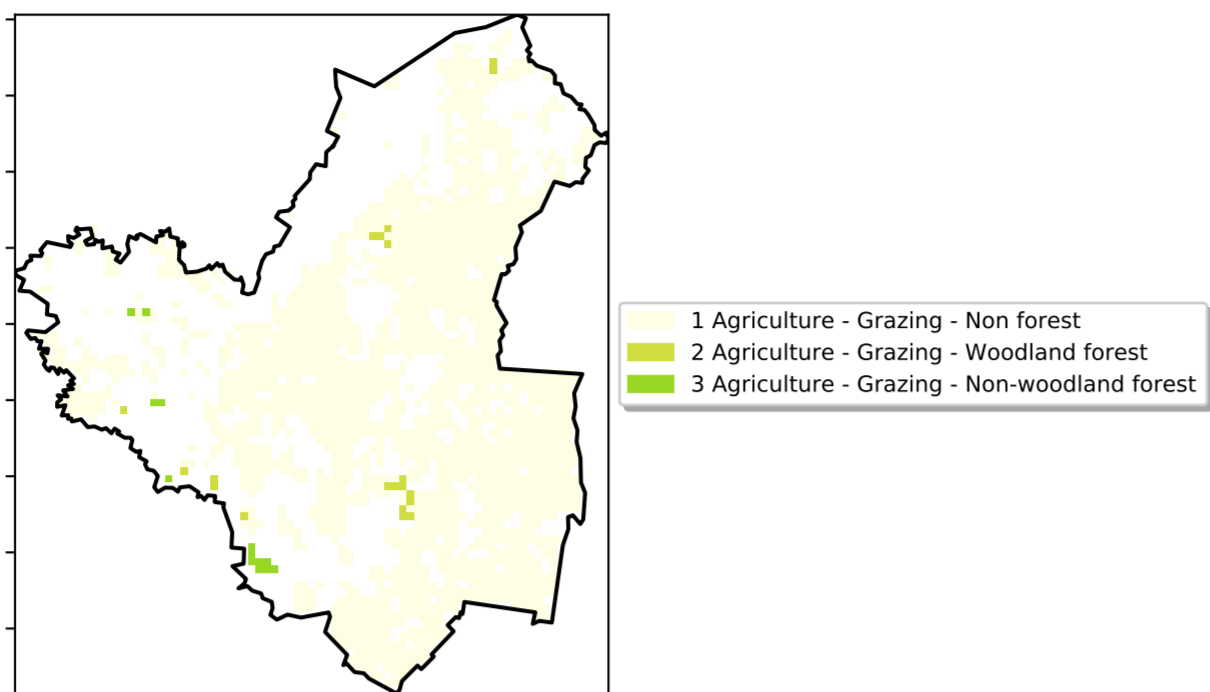 1 Agriculture - Grazing - Non forest
2 Agriculture - Grazing - Woodland forest
3 Agriculture - Grazing - Non-woodland forest